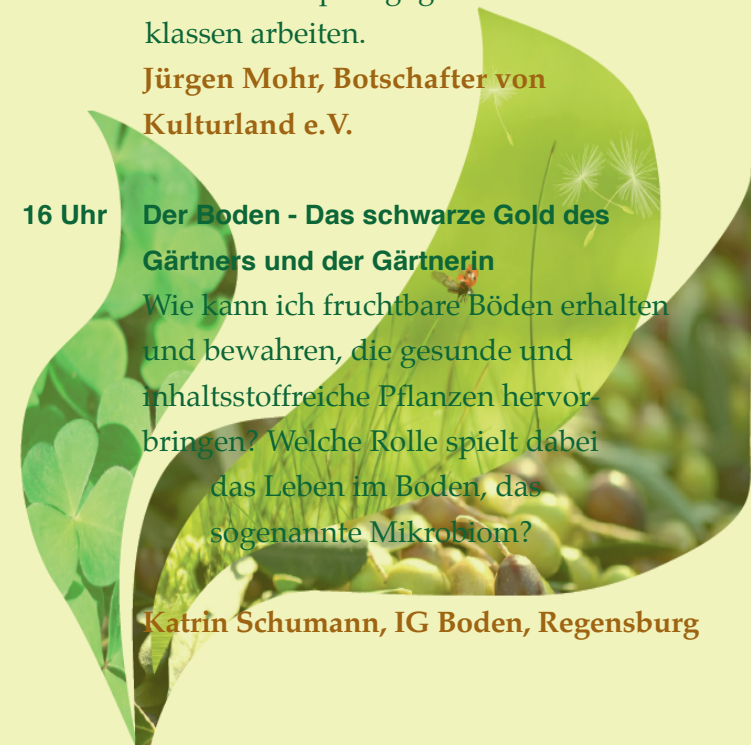 klassen arbeiten.
Jürgen Mohr, Botschafter von
Kulturland e.V.
16 Uhr Der Boden - Das schwarze Gold des
Gärtners und der Gärtnerin
Wie kann ich fruchtbare Böden erhalten
und bewahren, die gesunde und
inhaltsstoffreiche Pflanzen hervor-
bringen? Welche Rolle spielt dabei
das Leben im Boden, das
sogenannte Mikrobiom?
Katrin Schumann, IG Boden, Regensburg